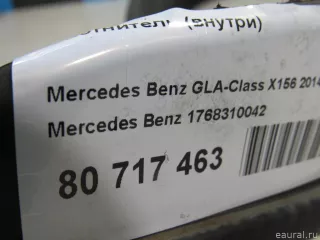 (внутри)
Mercedes Benz GLA-Class X156 2014
Mercedes Benz 1768310042
80 717 463
eaural.ru